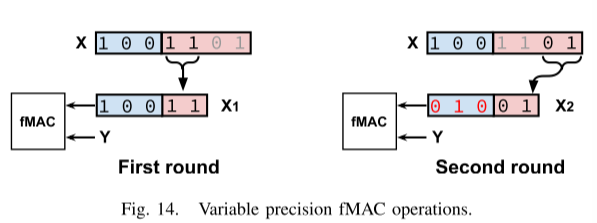 X 1 0 0 1 1 0 1
1 0 0 1 1 X1
fMAC
Y
First round
X 1 0 0 1 1 0 1
0 1 0 0 1 X2
fMAC
Y
Second round
Fig. 14. Variable precision fMAC operations.